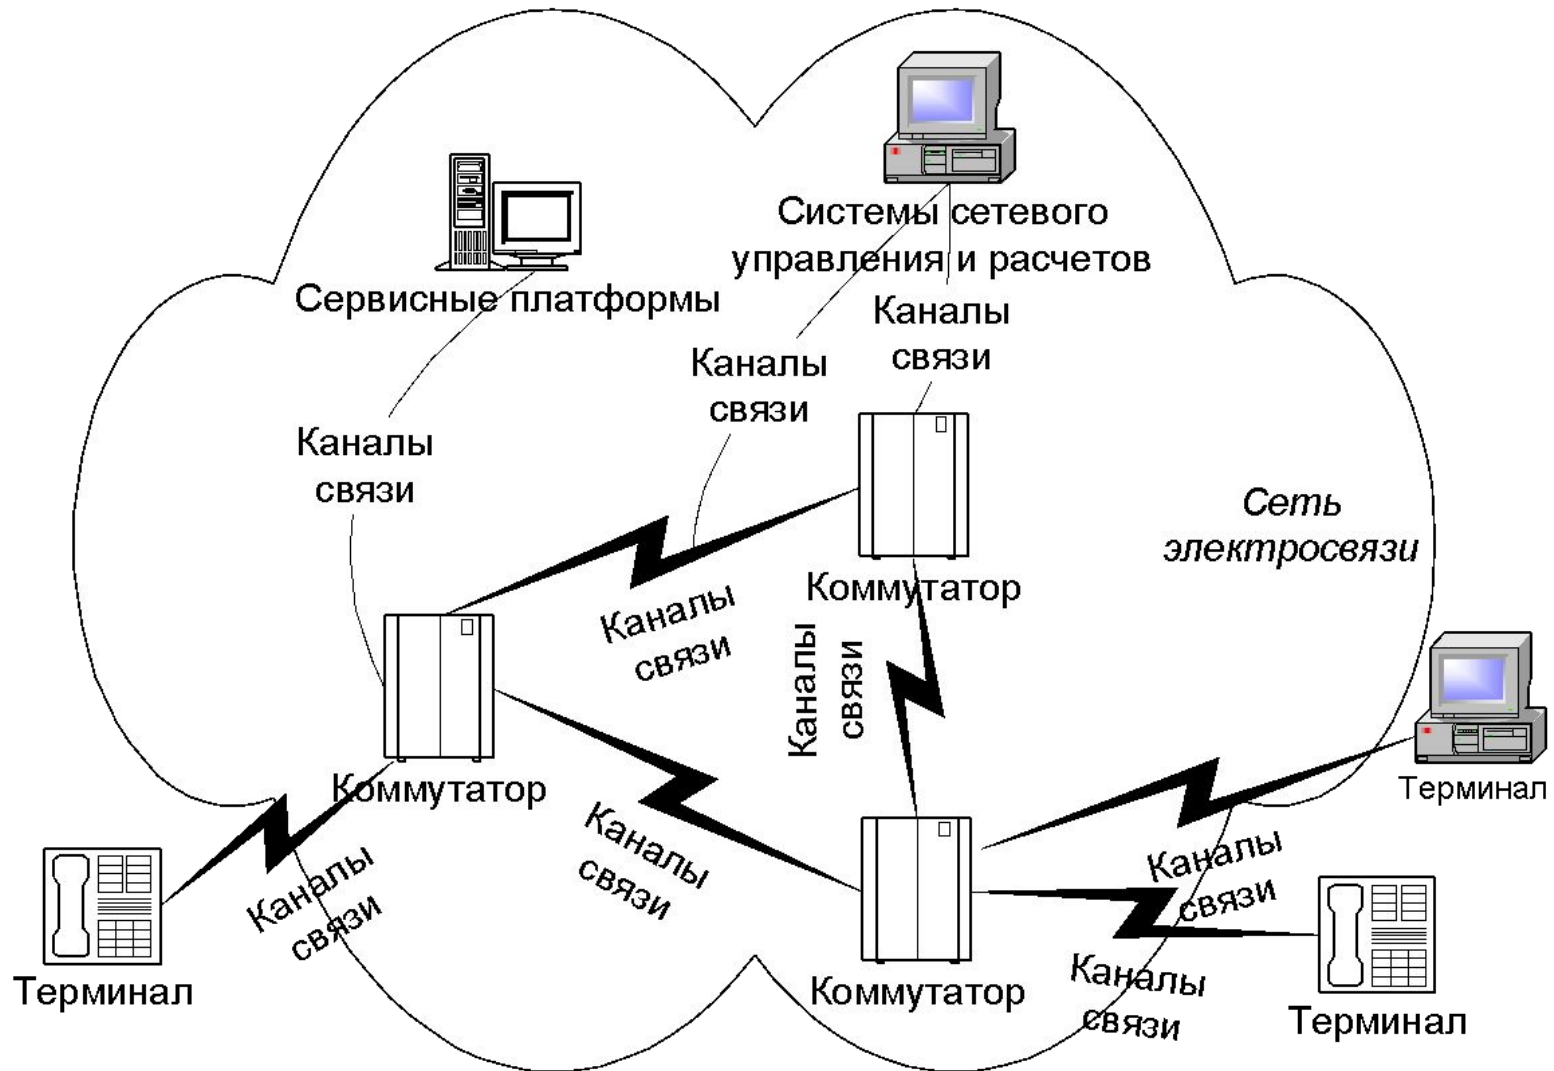 Системы сетевого
управления и расчетов
Сервисные платформы
Каналы
связи
Каналы
связи
Каналы
связи
Сеть
электросвязи
Коммутатор
Каналы
связи
Каналы
связи
Коммутатор
Терминал
Каналы
связи
Каналы
связи
Каналы
связи
Терминал
Коммутатор
Каналы
связи
Терминал